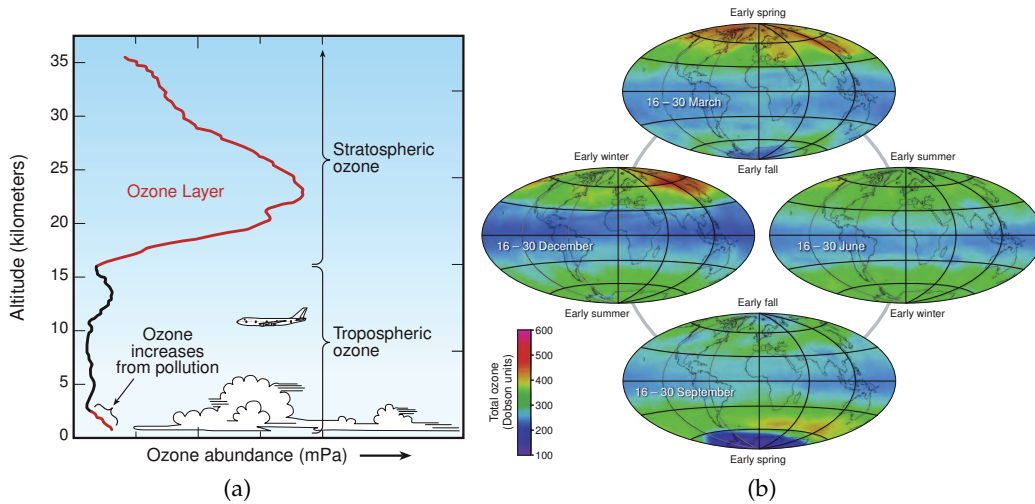 35
30
25
20
15
10
5
0
Altitude (kilometers)
Ozone Layer
Stratospheric
ozone
Tropospheric
ozone
Ozone
increases
from pollution
Ozone abundance (mPa)
(a)
Early spring
16 – 30 March
Early fall
Early winter
16 – 30 December
Early summer
Early summer
16 – 30 June
Early winter
Early fall
16 – 30 September
Early spring
Total ozone
(Dobson units)
600
500
400
300
200
100
(b)